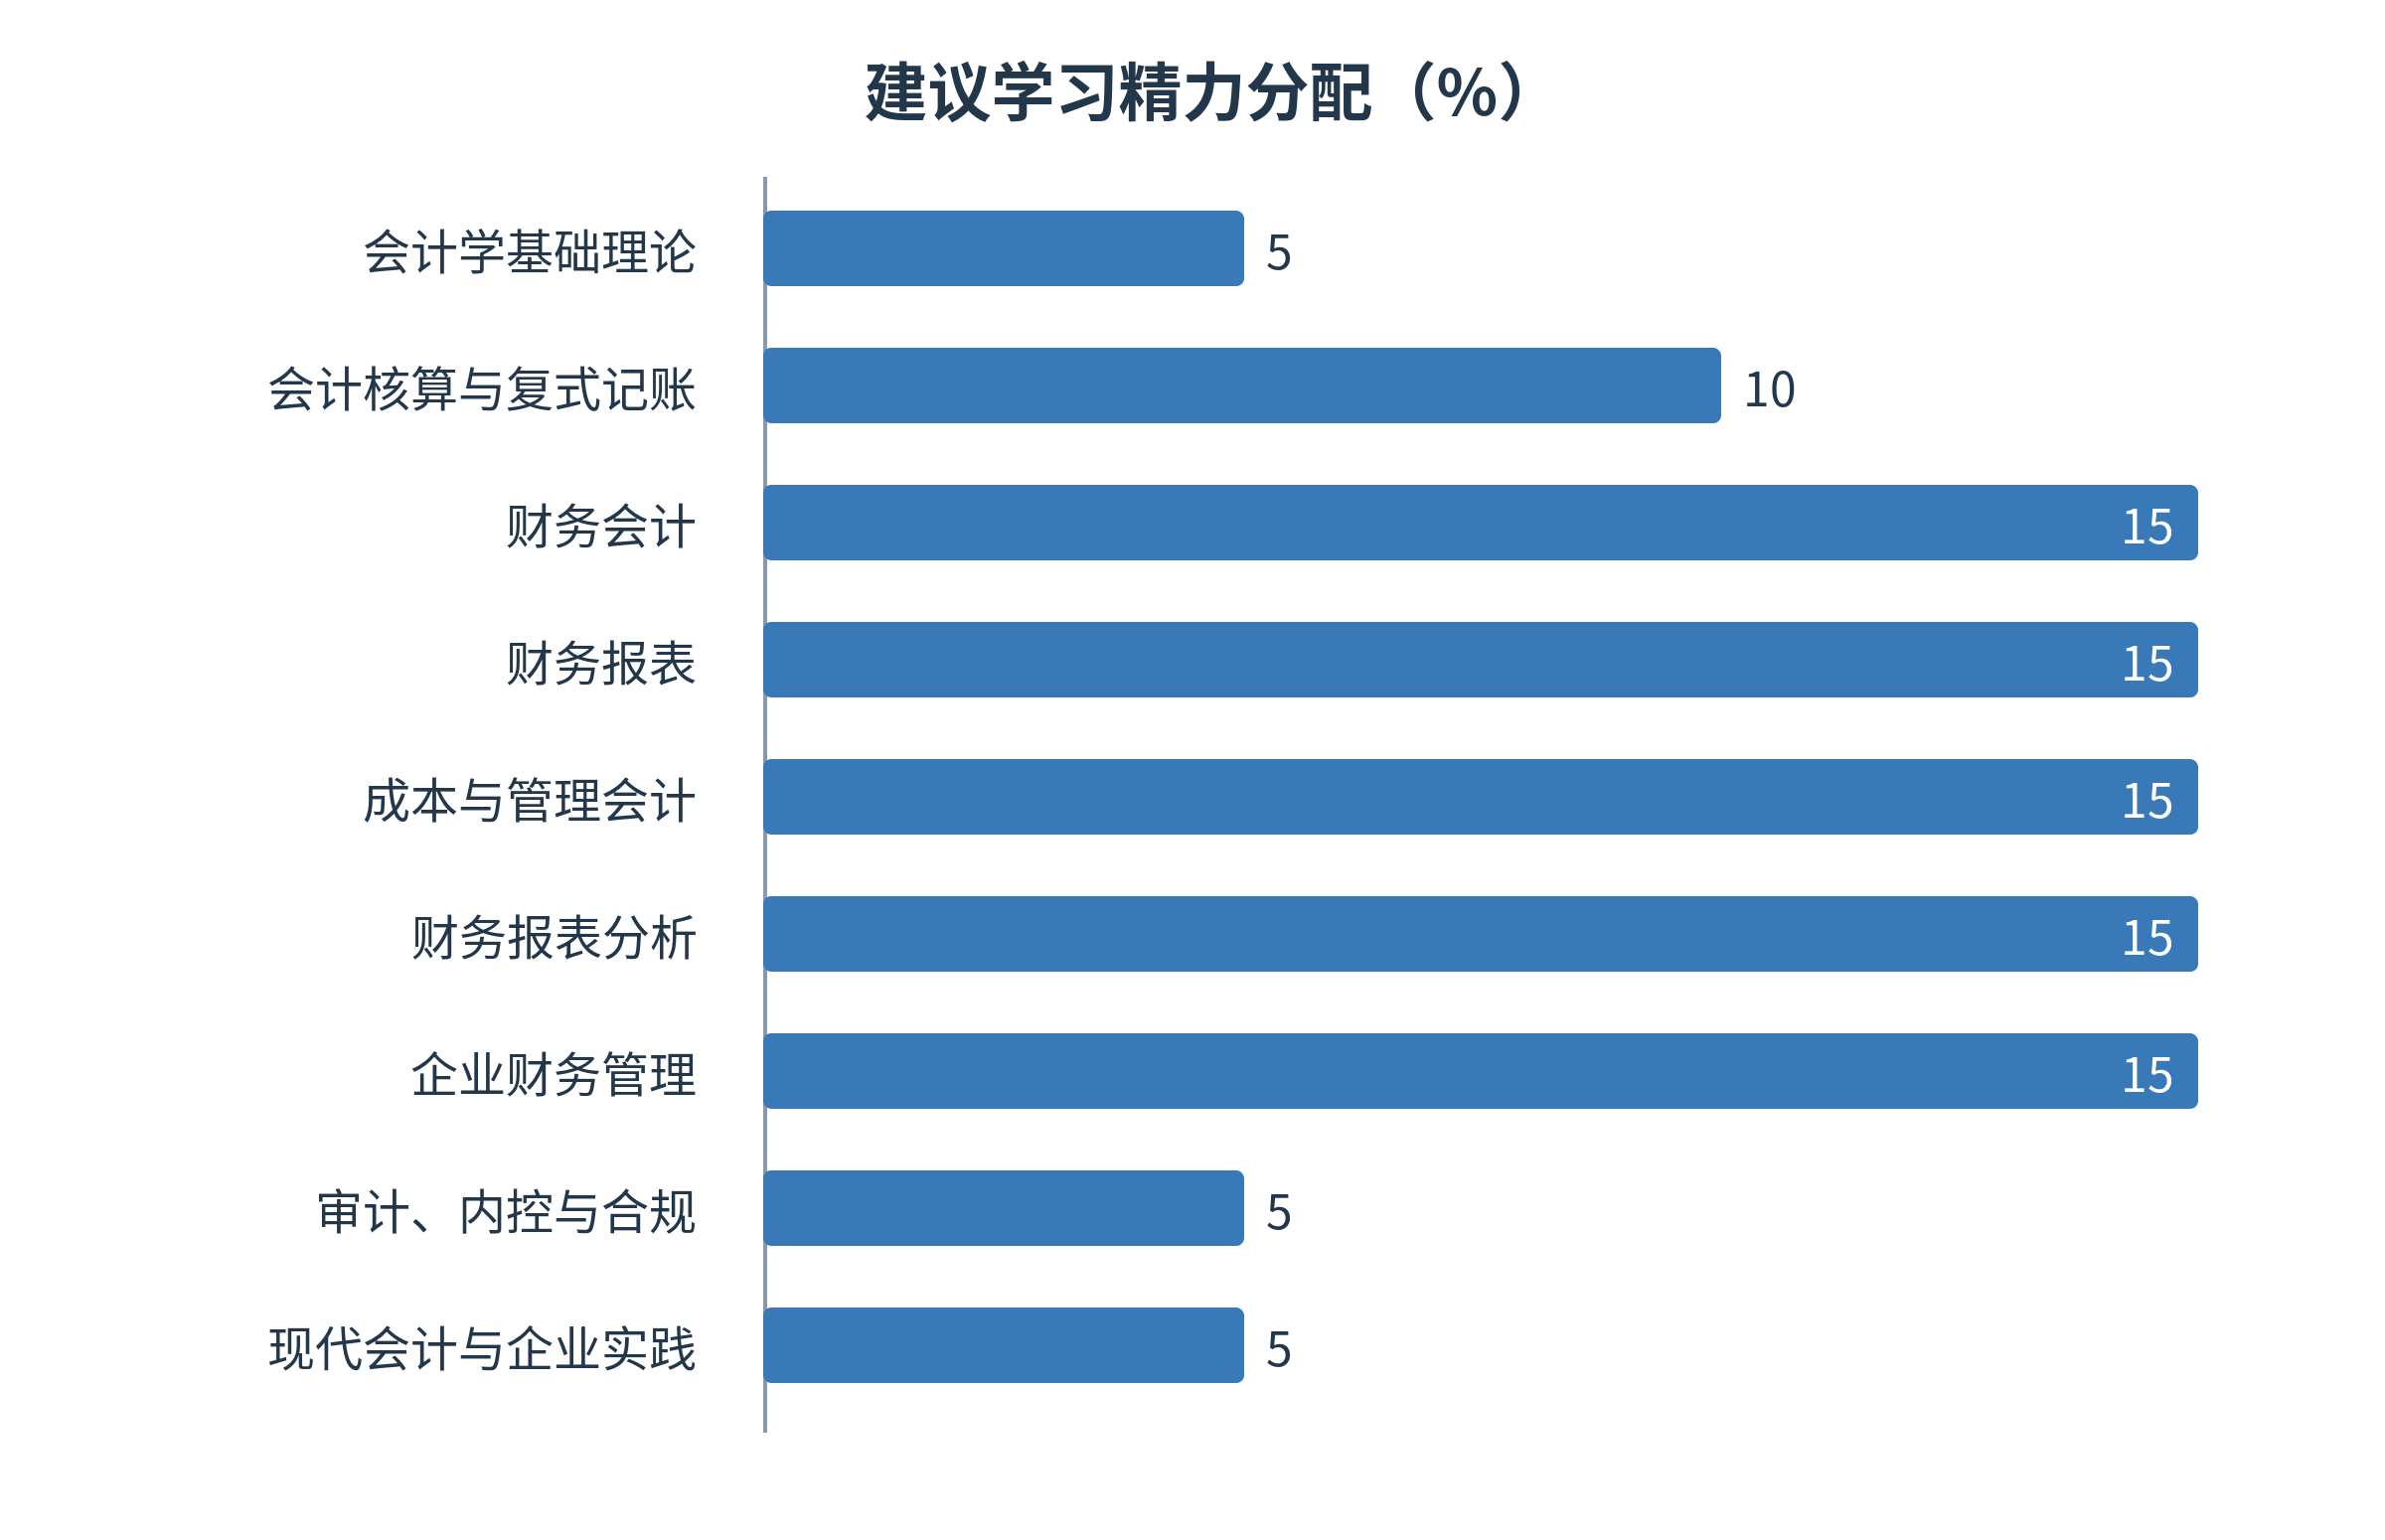 建议学习精力分配（%）
会计学基础理论 5
会计核算与复式记账 10
财务会计 15
财务报表 15
成本与管理会计 15
财务报表分析 15
企业财务管理 15
审计、内控与合规 5
现代会计与企业实践 5